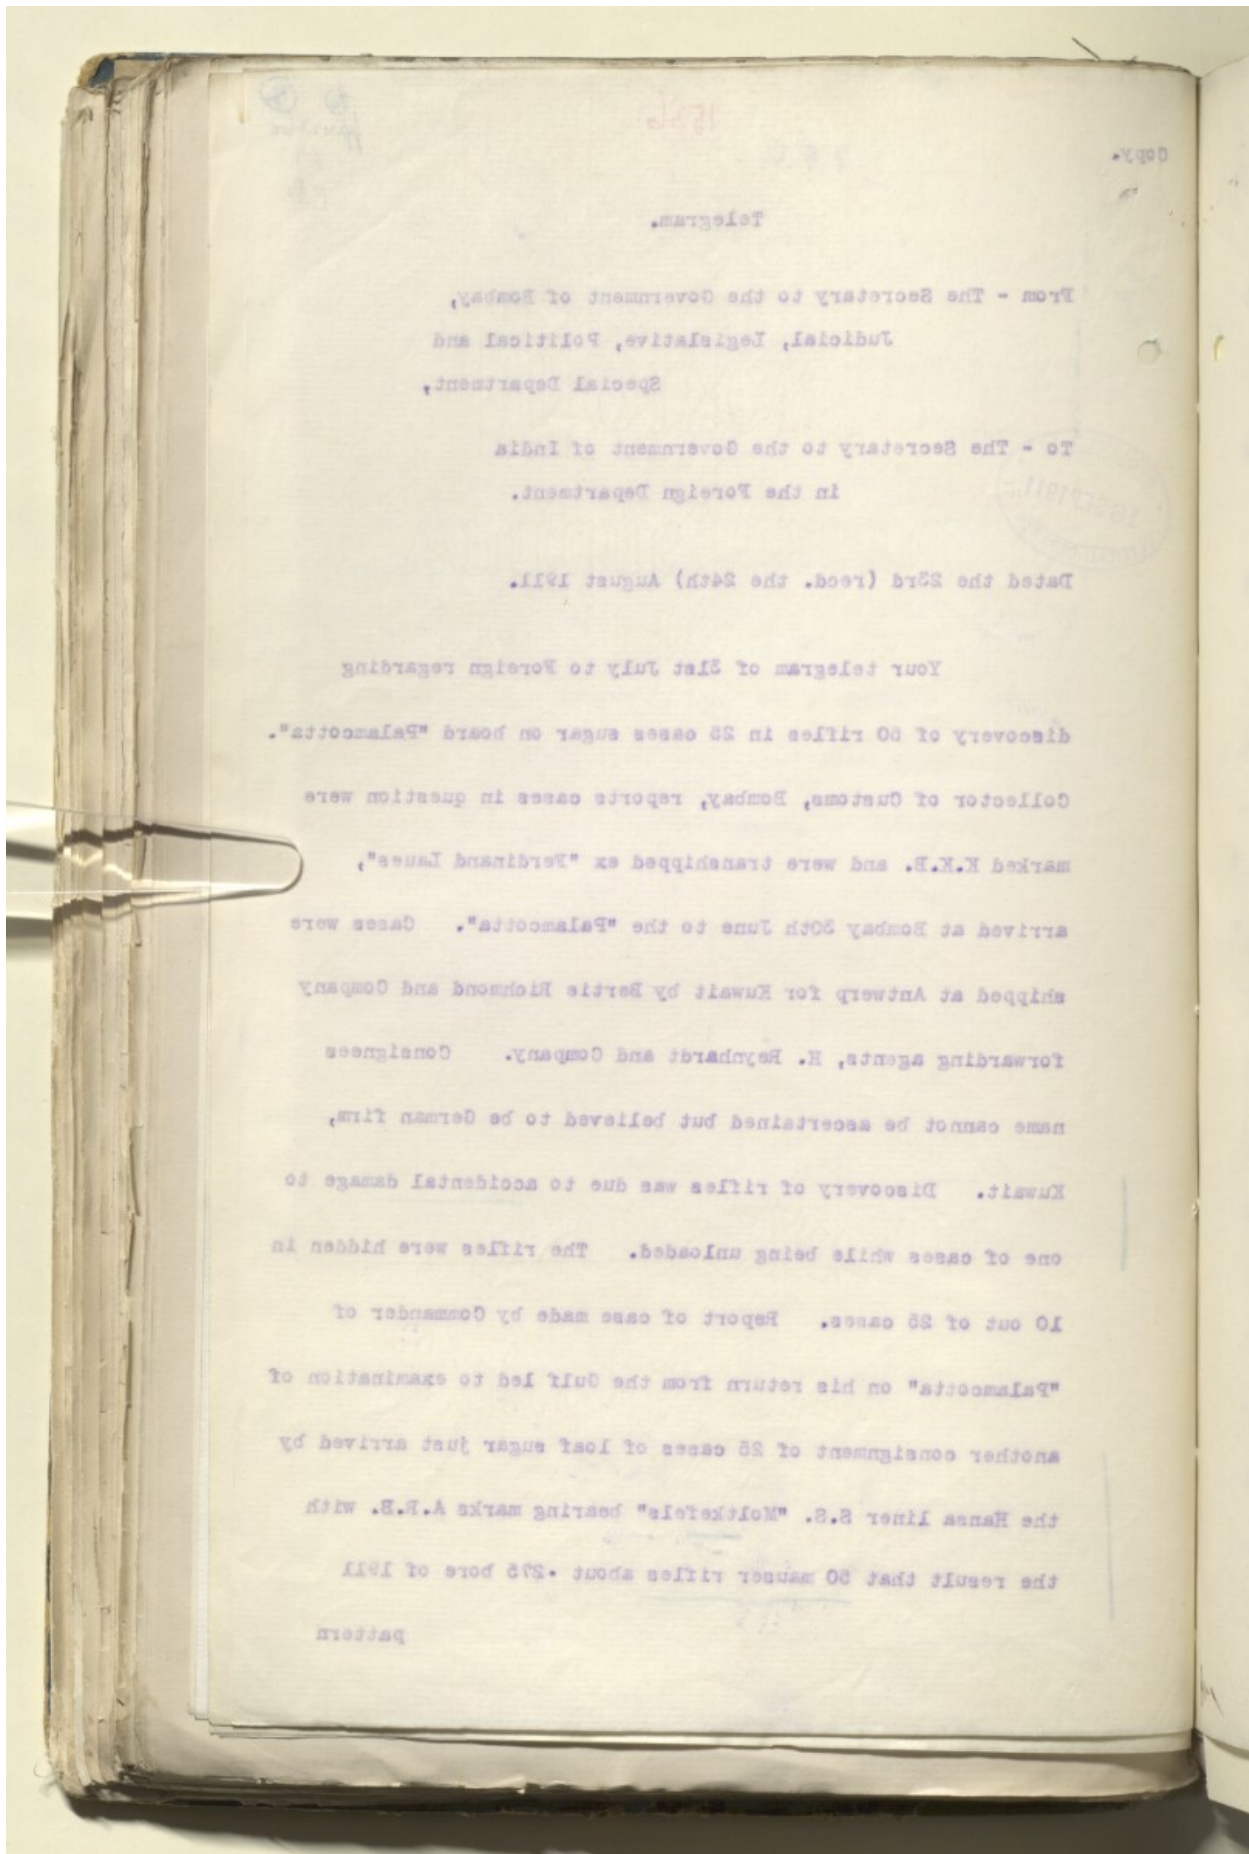 Copy.
1536
Telegram.
From - The Secretary to the Government of Bombay,
Judicial, Legislative, Political and
Special Department,
To - The Secretary to the Government of India
in the Foreign Department.
Dated the 23rd (recd. the 24th) August 1911.
Your telegram of 31st July to Foreign regarding
discovery of 50 rifles in 25 cases sugar on board "Palamcotta".
Collector of Customs, Bombay, reports cases in question were
marked K.K.B. and were transhipped ex "Ferdinand Laues",
arrived at Bombay 30th June to the "Palamcotta". Cases were
shipped at Antwerp for Kuwait by Bertie Richmond and Company
forwarding agents, H. Reynhardt and Company. Consignees
name cannot be ascertained but believed to be German firm,
Kuwait. Discovery of rifles was due to accidental damage to
one of cases while being unloaded. The rifles were hidden in
10 out of 25 cases. Report of case made by Commander of
"Palamcotta" on his return from the Gulf led to examination of
another consignment of 25 cases of loaf sugar just arrived by
the Hansa liner S.S. "Moltkefels" bearing marks A.R.B. with
the result that 50 mauser rifles about .275 bore of 1911
pattern